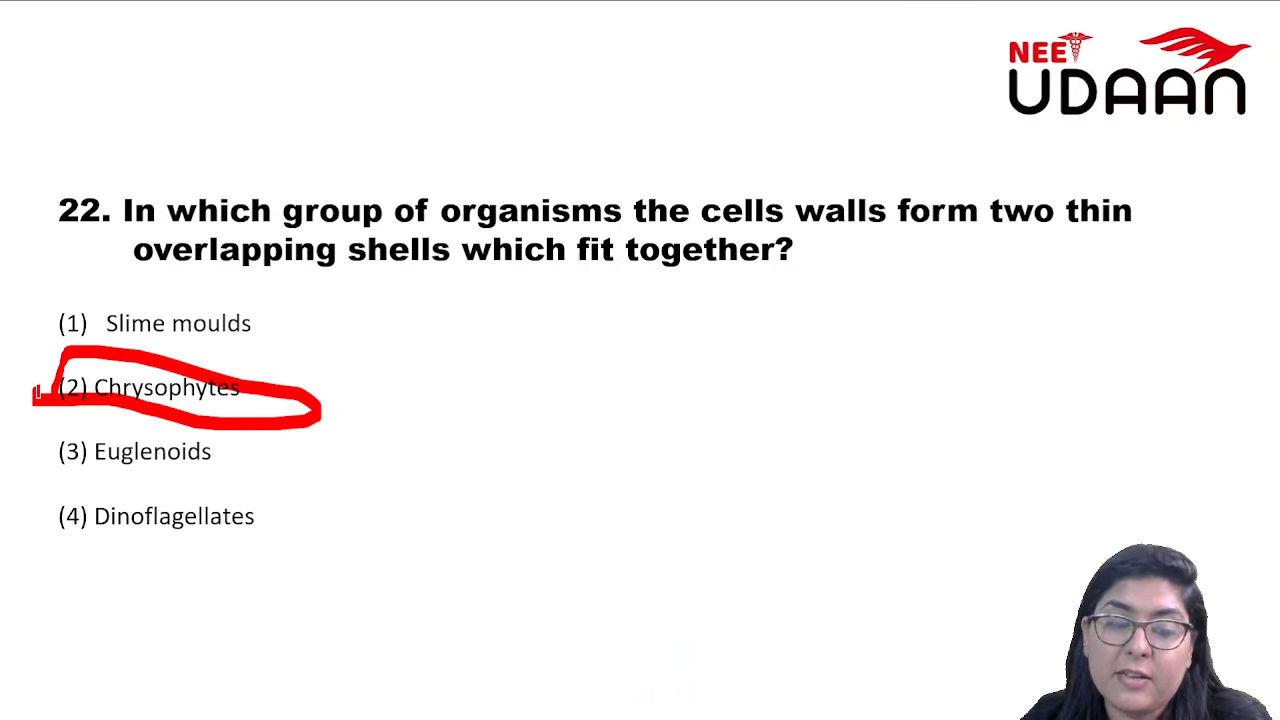 NEET
UDAAN
22. In which group of organisms the cells walls form two thin
overlapping shells which fit together?
(1) Slime moulds
(2) Chrysophytes
(3) Euglenoids
(4) Dinoflagellates